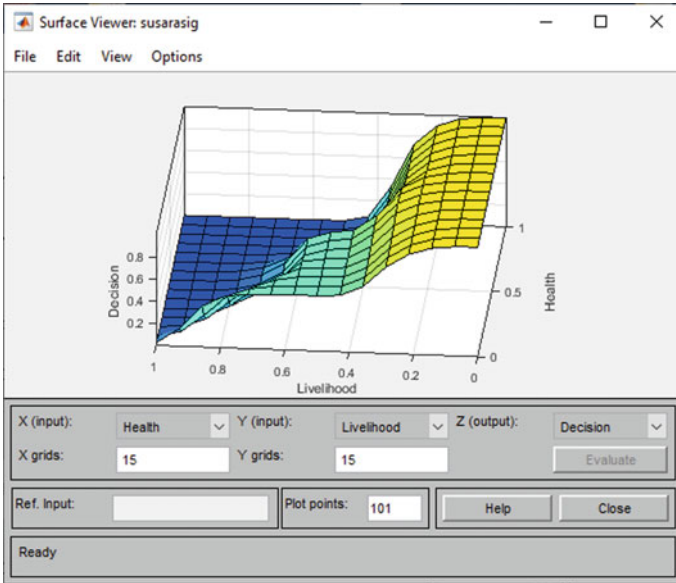 Surface Viewer: susarasig
File Edit View Options
0.8
0.6
0.4
0.2
Decision
1 0.8 0.6 0.4 0.2 0
Livelihood
1
0.5
0
Health
X (input): Health Y (input): Livelihood Z (output): Decision
X grids: 15 Y grids: 15 Evaluate
Ref. Input: Plot points: 101 Help Close
Ready